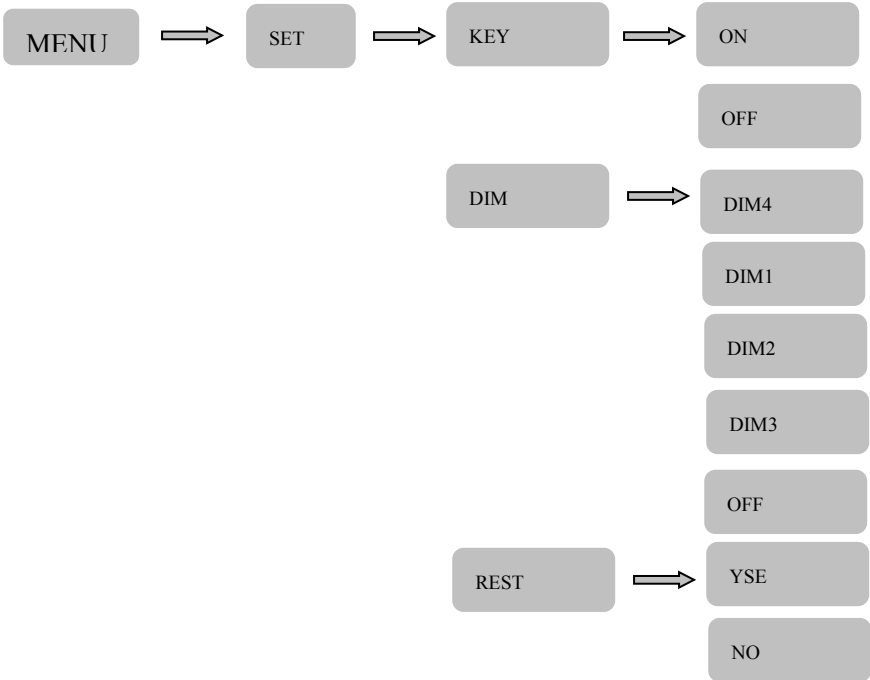 MENU
SET
KEY
ON
OFF
DIM
DIM4
DIM1
DIM2
DIM3
OFF
REST
YSE
NO